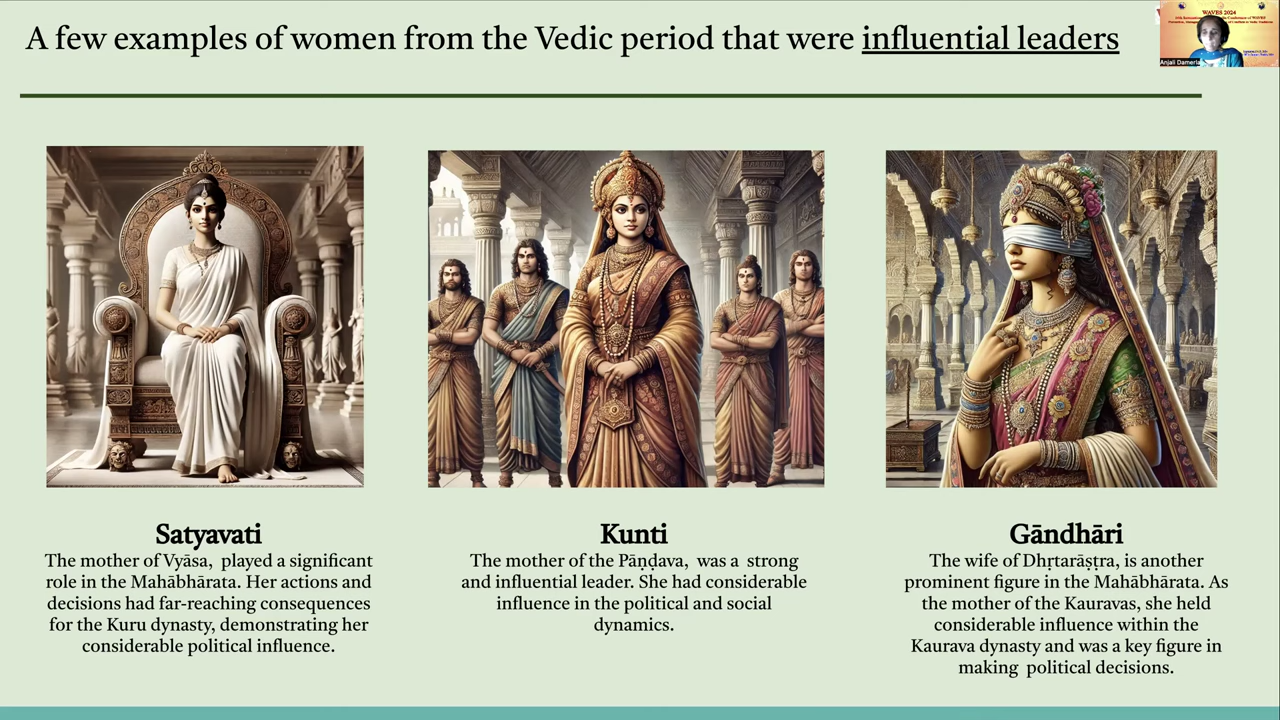 A few examples of women from the Vedic period that were influential leaders
WAVES 2024
Anjali Damerla
Satyavati
The mother of Vyāsa, played a significant
role in the Mahābhārata. Her actions and
decisions had far-reaching consequences
for the Kuru dynasty, demonstrating her
considerable political influence.
Kunti
The mother of the Pāṇḍava, was a strong
and influential leader. She had considerable
influence in the political and social
dynamics.
Gāndhāri
The wife of Dhṛtarāṣṭra, is another
prominent figure in the Mahābhārata. As
the mother of the Kauravas, she held
considerable influence within the
Kaurava dynasty and was a key figure in
making political decisions.